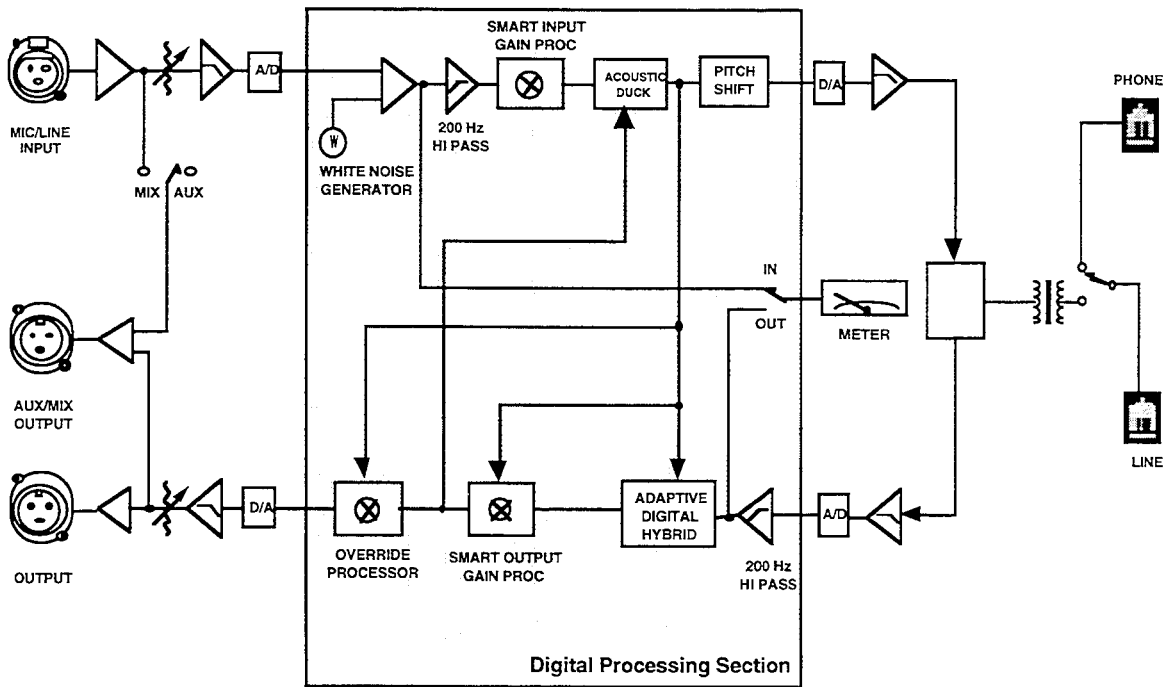 SMART INPUT
GAIN PROC
A/D
ACOUSTIC
DUCK
PITCH
SHIFT
D/A
PHONE
MIC/LINE
INPUT
200 Hz
HI PASS
W
WHITE NOISE
GENERATOR
MIX
AUX
IN
OUT
METER
AUX/MIX
OUTPUT
LINE
D/A
ADAPTIVE
DIGITAL
HYBRID
A/D
OUTPUT
OVERRIDE
PROCESSOR
SMART OUTPUT
GAIN PROC
200 Hz
HI PASS
Digital Processing Section